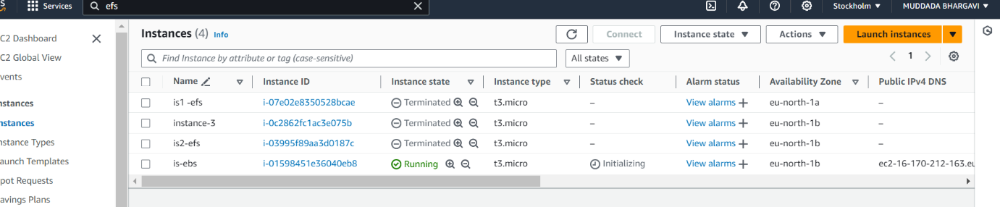 Services
efs
Stockholm ▼
MUDDADA BHARGAVI ▼
C2 Dashboard
C2 Global View
vents
nstances
nstances
nstance Types
aunch Templates
pot Requests
avings Plans
Instances (4) Info
Connect
Instance state ▼
Actions ▼
Launch instances ▼
Find Instance by attribute or tag (case-sensitive)
All states ▼
1
Name Instance ID Instance state Instance type Status check Alarm status Availability Zone Public IPv4 DNS
is1 -efs i-07e02e8350528bcae Terminated t3.micro – View alarms + eu-north-1a –
instance-3 i-0c2862fc1ac3e075b Terminated t3.micro – View alarms + eu-north-1b –
is2-efs i-03995f89aa3d0187c Terminated t3.micro – View alarms + eu-north-1b –
is-ebs i-01598451e36040eb8 Running t3.micro Initializing View alarms + eu-north-1b ec2-16-170-212-163.eu